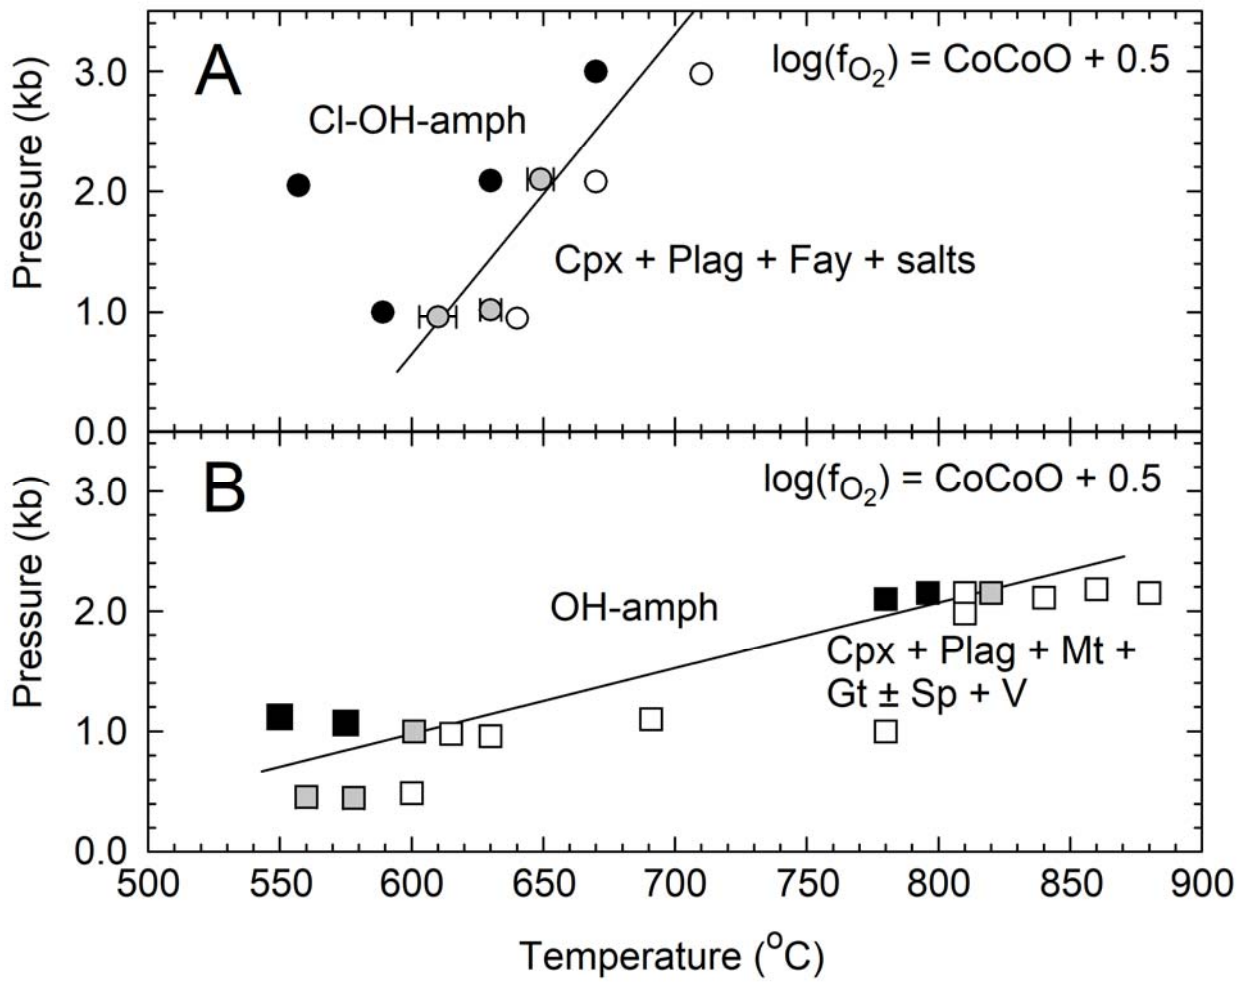 A
log(fO2) = CoCoO + 0.5
Cl-OH-amph
Cpx + Plag + Fay + salts
Pressure (kb)
3.0
2.0
1.0
0.0
B
log(fO2) = CoCoO + 0.5
OH-amph
Cpx + Plag + Mt +
Gt ± Sp + V
Pressure (kb)
3.0
2.0
1.0
0.0
500 550 600 650 700 750 800 850 900
Temperature (oC)